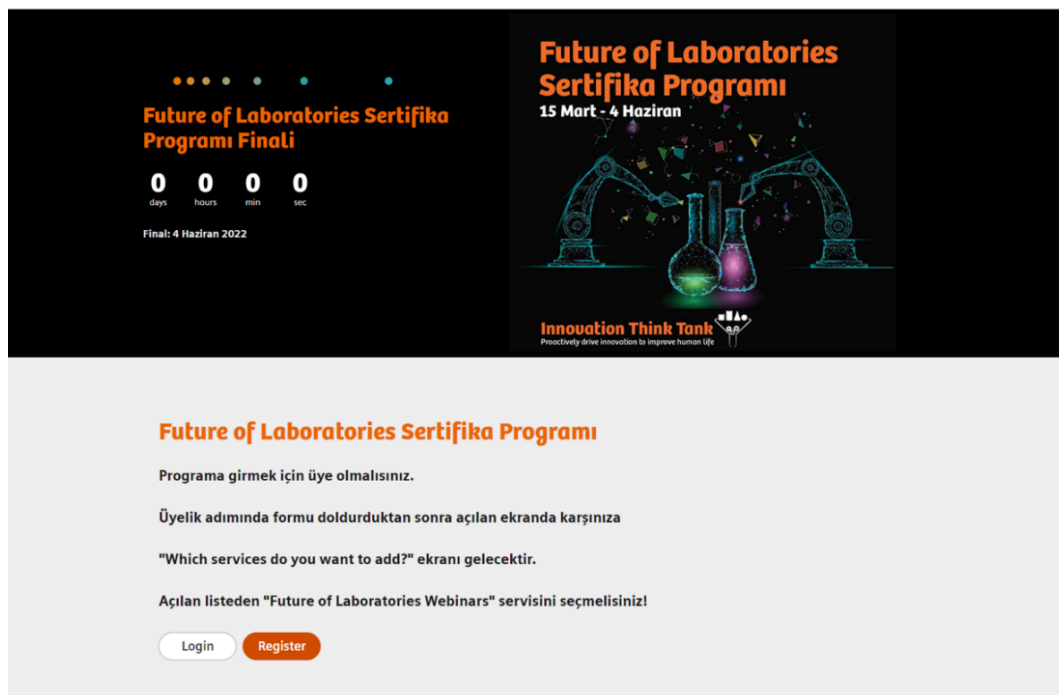 Future of Laboratories Sertifika
Programı Finali
0 0 0 0
days hours min sec
Final: 4 Haziran 2022
Future of Laboratories
Sertifika Programı
15 Mart - 4 Haziran
Innovation Think Tank
Proactively drive innovation to improve human life
Future of Laboratories Sertifika Programı
Programa girmek için üye olmalısınız.
Üyelik adımında formu doldurduktan sonra açılan ekranda karşınıza
"Which services do you want to add?" ekranı gelecektir.
Açılan listeden "Future of Laboratories Webinars" servisini seçmelisiniz!
Login Register